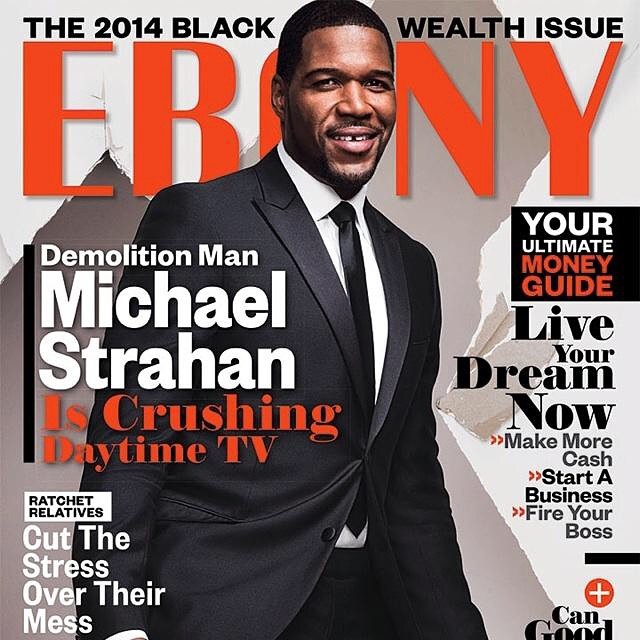 THE 2014 BLACK WEALTH ISSUE
EBONY
YOUR
ULTIMATE
MONEY
GUIDE
Demolition Man
Michael
Strahan
Is Crushing
Daytime TV
Live
Your
Dream
Now
»Make More
Cash
»Start A
Business
»Fire Your
Boss
RATCHET
RELATIVES
Cut The
Stress
Over Their
Mess
+
Can
Good